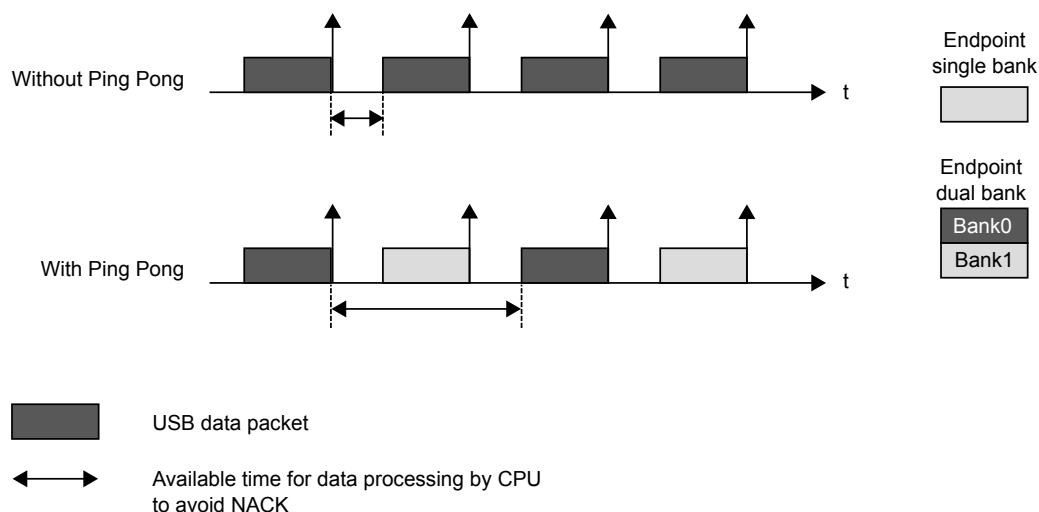 Without Ping Pong
t
Endpoint
single bank
Endpoint
dual bank
Bank0
Bank1
With Ping Pong
t
USB data packet
Available time for data processing by CPU
to avoid NACK